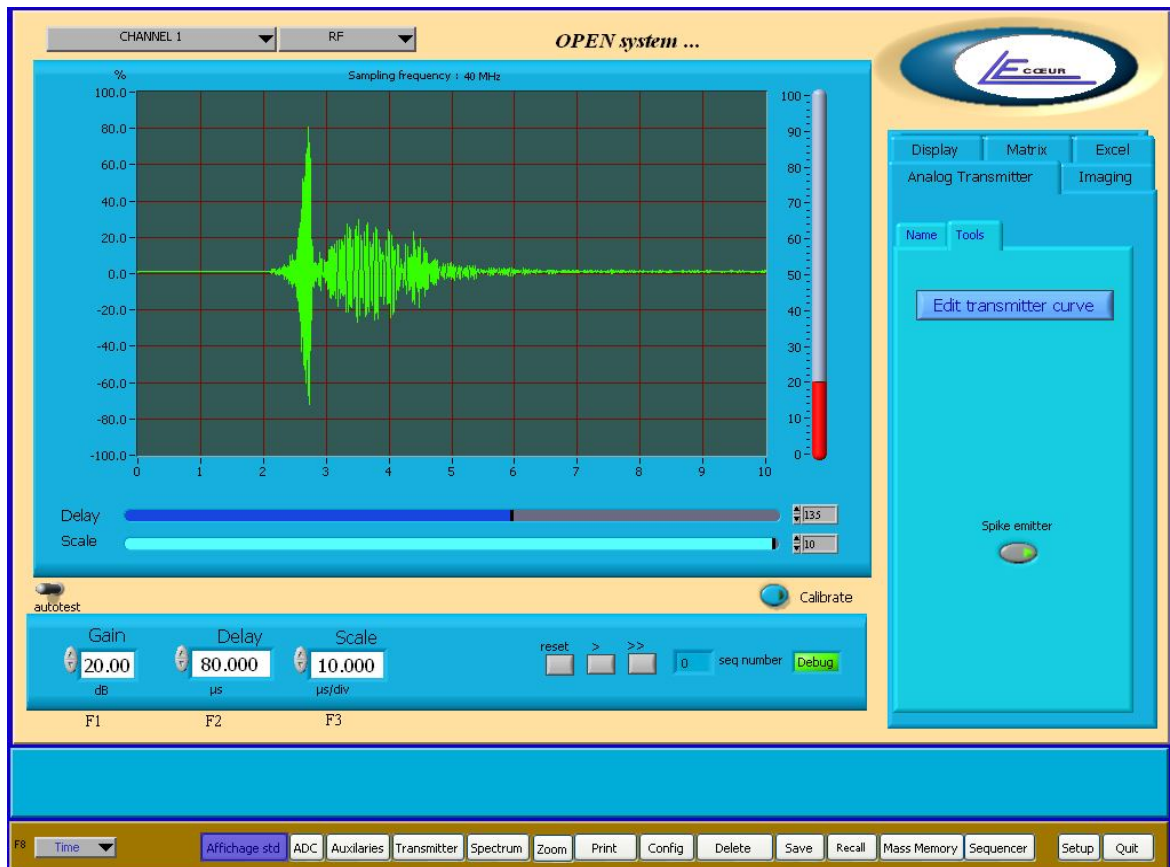 CHANNEL 1
RF
OPEN system ...
LECŒUR
%
Sampling frequency : 40 MHz
100.0
80.0
60.0
40.0
20.0
0.0
-20.0
-40.0
-60.0
-80.0
-100.0
0 1 2 3 4 5 6 7 8 9 10
100
90
80
70
60
50
40
30
20
10
0
Delay
135
Scale
10
Display Matrix Excel
Analog Transmitter Imaging
Name Tools
Edit transmitter curve
Spike emitter
autotest
Calibrate
Gain Delay Scale
20.00 80.000 10.000
dB µs µs/div
F1 F2 F3
reset > >>
0 seq number Debug
F8 Time Affichage std ADC Auxilaries Transmitter Spectrum Zoom Print Config Delete Save Recall Mass Memory Sequencer Setup Quit